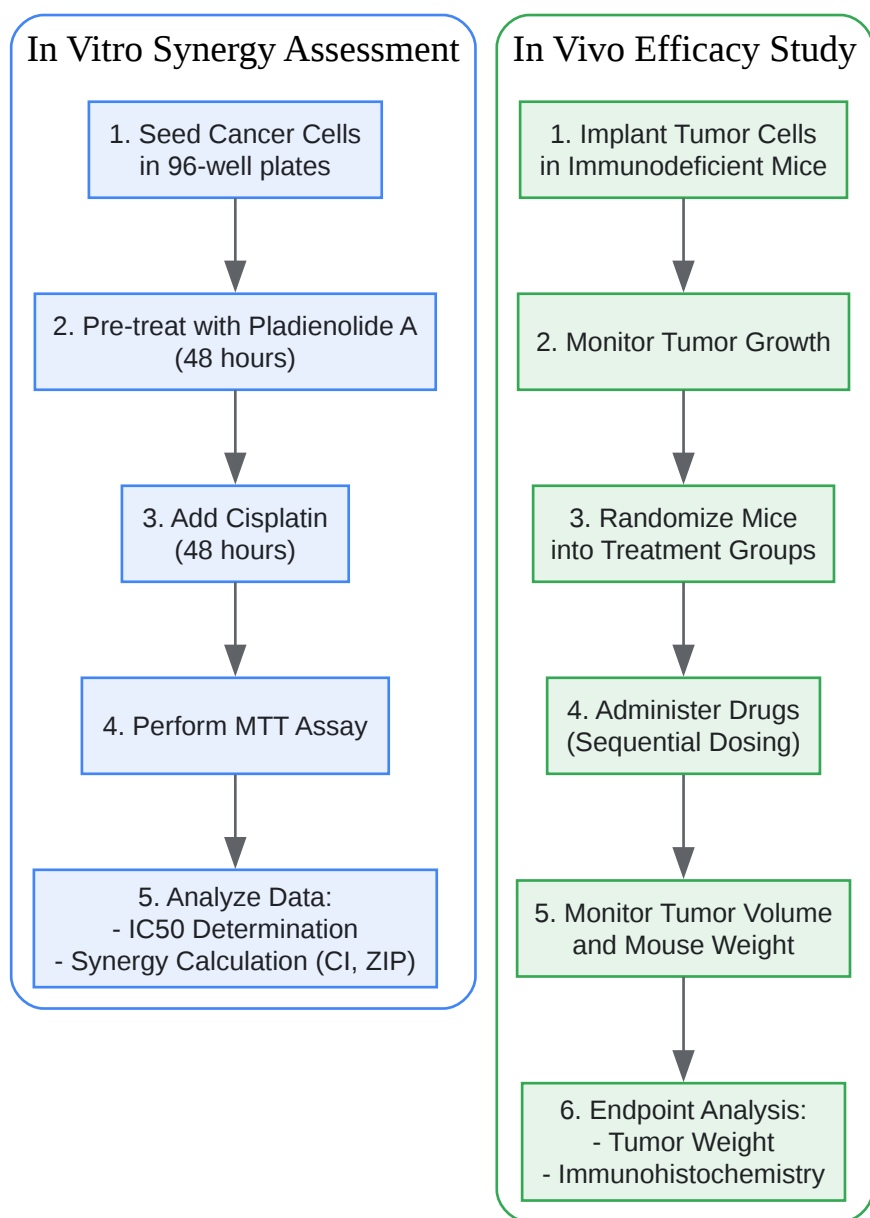 In Vitro Synergy Assessment
1. Seed Cancer Cells
in 96-well plates
2. Pre-treat with Pladienolide A
(48 hours)
3. Add Cisplatin
(48 hours)
4. Perform MTT Assay
5. Analyze Data:
- IC50 Determination
- Synergy Calculation (CI, ZIP)
In Vivo Efficacy Study
1. Implant Tumor Cells
in Immunodeficient Mice
2. Monitor Tumor Growth
3. Randomize Mice
into Treatment Groups
4. Administer Drugs
(Sequential Dosing)
5. Monitor Tumor Volume
and Mouse Weight
6. Endpoint Analysis:
- Tumor Weight
- Immunohistochemistry